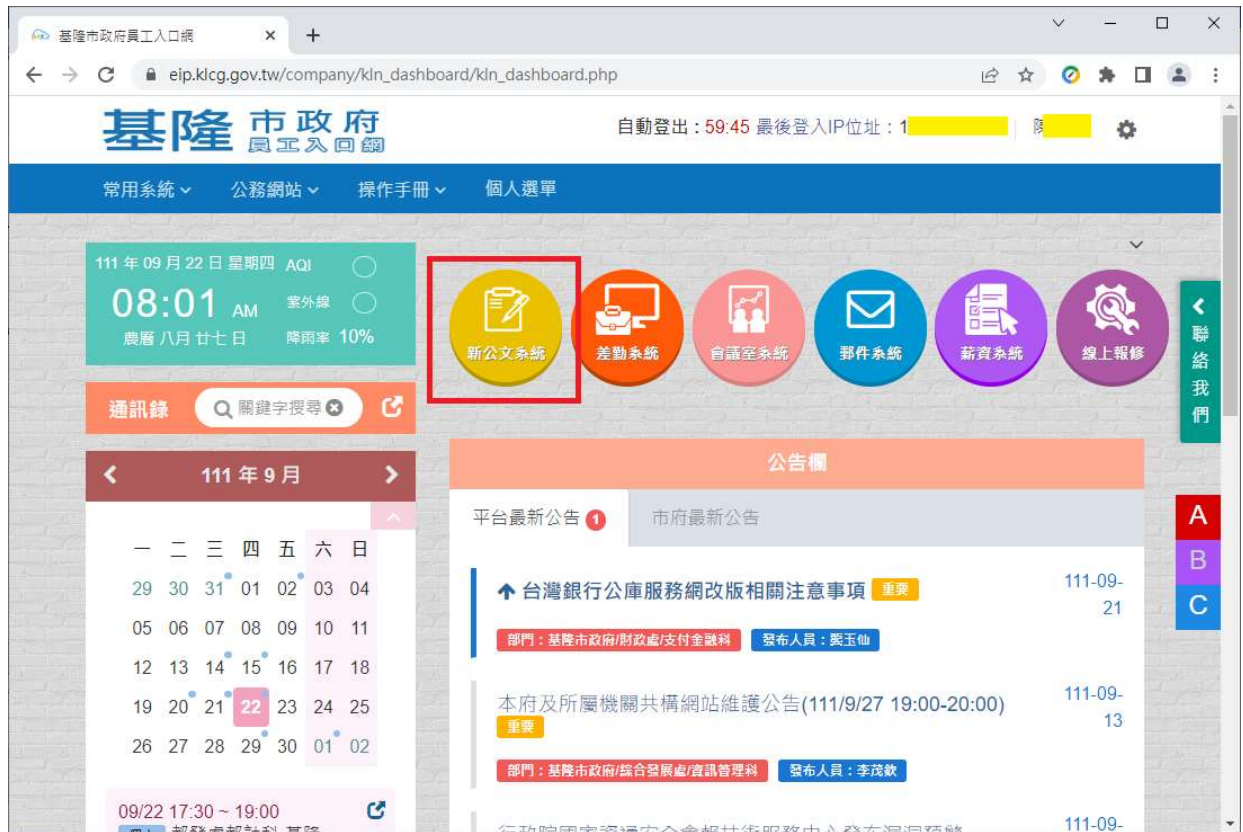 基隆市政府員工入口網
eip.klcg.gov.tw/company/kln_dashboard/kln_dashboard.php
基隆 市政府
員工入口網
自動登出：59:45 最後登入IP位址：1
陳
常用系統 公務網站 操作手冊 個人選單
111 年 09 月 22 日 星期四 AQI
08:01 AM 紫外線
農曆 八月 廿七 日 降雨率 10%
新公文系統 差勤系統 會議室系統 郵件系統 薪資系統 線上報修
聯絡我們
通訊錄 關鍵字搜尋
111 年 9 月
一 二 三 四 五 六 日
29 30 31 01 02 03 04
05 06 07 08 09 10 11
12 13 14 15 16 17 18
19 20 21 22 23 24 25
26 27 28 29 30 01 02
09/22 17:30 ~ 19:00
公告欄
平台最新公告 1 市府最新公告
台灣銀行公庫服務網改版相關注意事項 重要
111-09-21
部門：基隆市政府/財政處/支付金融科 發布人員：
本府及所屬機關共構網站維護公告(111/9/27 19:00-20:00)
重要
111-09-13
部門：基隆市政府/綜合發展處/資訊管理科 發布人員：李茂欽
111-09-
A
B
C